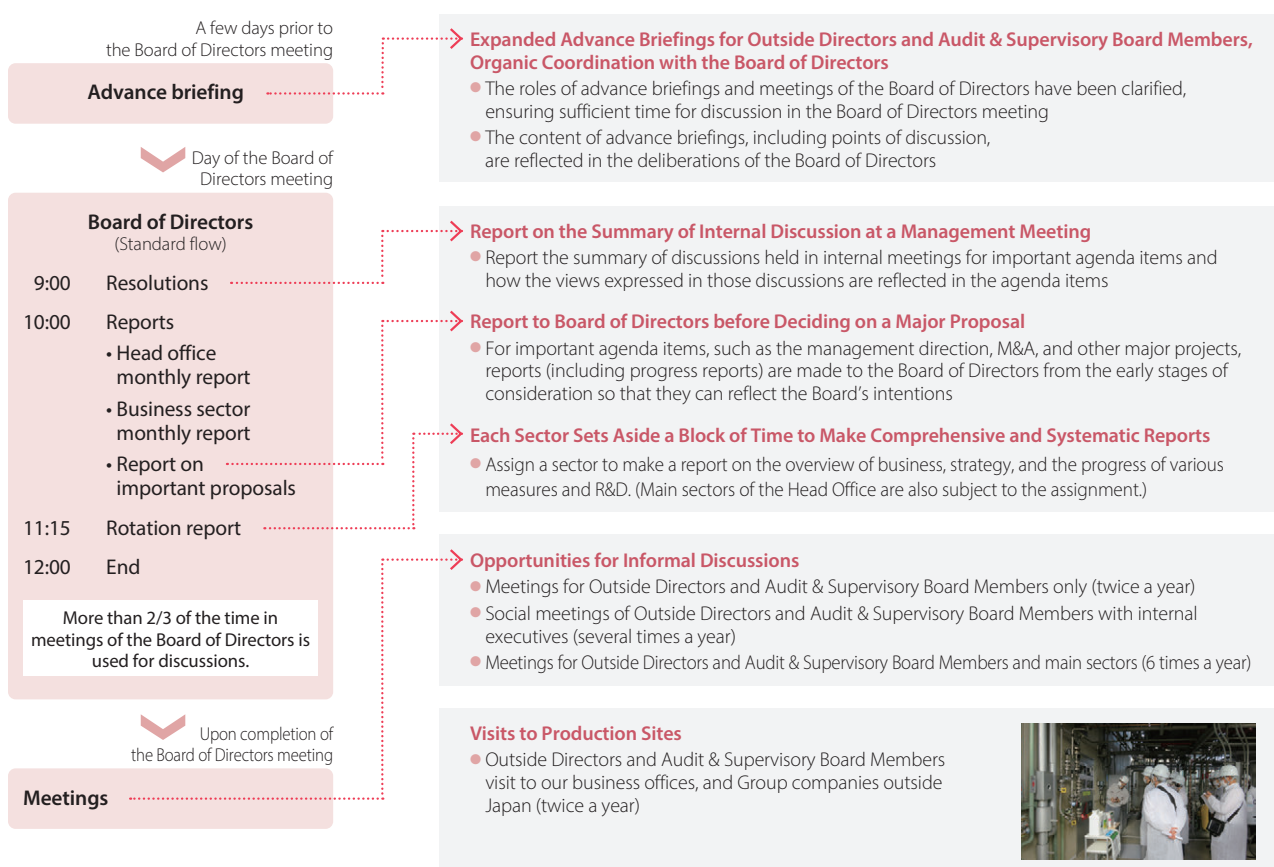 A few days prior to
the Board of Directors meeting
Advance briefing
Day of the Board of
Directors meeting
Board of Directors
(Standard flow)
9:00 Resolutions
10:00 Reports
• Head office
monthly report
• Business sector
monthly report
• Report on
important proposals
11:15 Rotation report
12:00 End
More than 2/3 of the time in
meetings of the Board of Directors is
used for discussions.
Upon completion of
the Board of Directors meeting
Meetings
Expanded Advance Briefings for Outside Directors and Audit & Supervisory Board Members,
Organic Coordination with the Board of Directors
● The roles of advance briefings and meetings of the Board of Directors have been clarified,
ensuring sufficient time for discussion in the Board of Directors meeting
● The content of advance briefings, including points of discussion,
are reflected in the deliberations of the Board of Directors
Report on the Summary of Internal Discussion at a Management Meeting
● Report the summary of discussions held in internal meetings for important agenda items and
how the views expressed in those discussions are reflected in the agenda items
Report to Board of Directors before Deciding on a Major Proposal
● For important agenda items, such as the management direction, M&A, and other major projects,
reports (including progress reports) are made to the Board of Directors from the early stages of
consideration so that they can reflect the Board's intentions
Each Sector Sets Aside a Block of Time to Make Comprehensive and Systematic Reports
● Assign a sector to make a report on the overview of business, strategy, and the progress of various
measures and R&D. (Main sectors of the Head Office are also subject to the assignment.)
Opportunities for Informal Discussions
● Meetings for Outside Directors and Audit & Supervisory Board Members only (twice a year)
● Social meetings of Outside Directors and Audit & Supervisory Board Members with internal
executives (several times a year)
● Meetings for Outside Directors and Audit & Supervisory Board Members and main sectors (6 times a year)
Visits to Production Sites
● Outside Directors and Audit & Supervisory Board Members
visit to our business offices, and Group companies outside
Japan (twice a year)